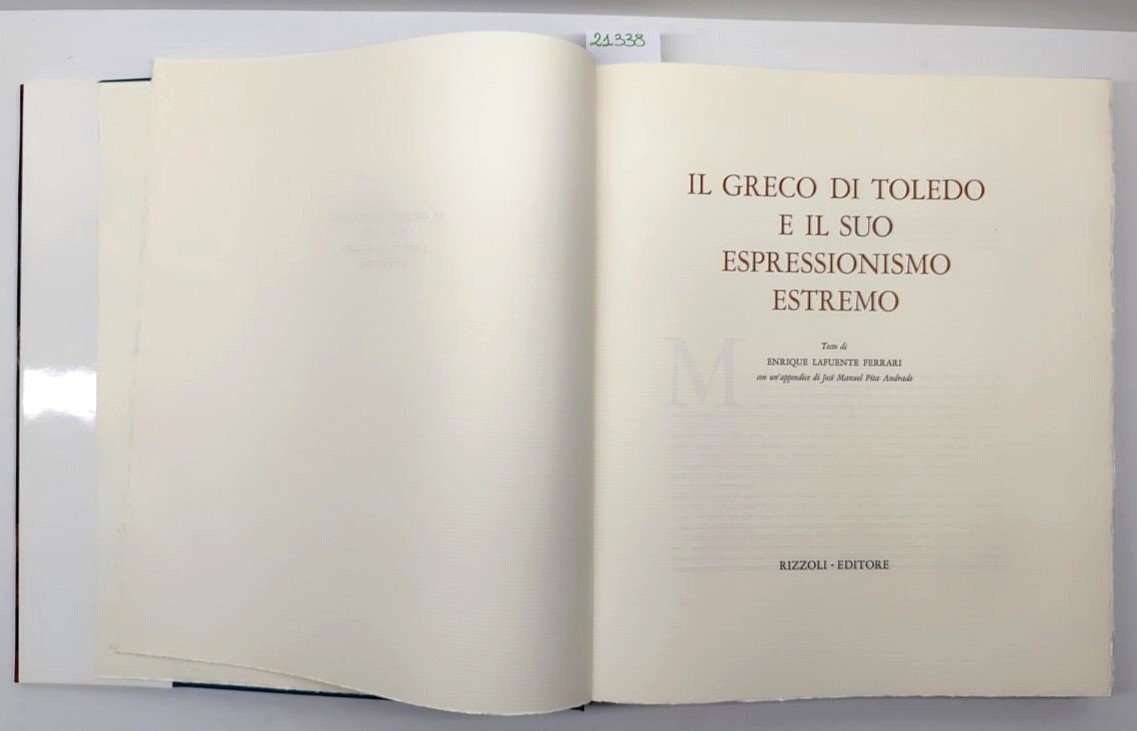 21338
IL GRECO DI TOLEDO
E IL SUO
ESPRESSIONISMO
ESTREMO
Testo di
ENRIQUE LAFUENTE FERRARI
con un'appendice di José Manuel Pita Andrade
M
RIZZOLI • EDITORE